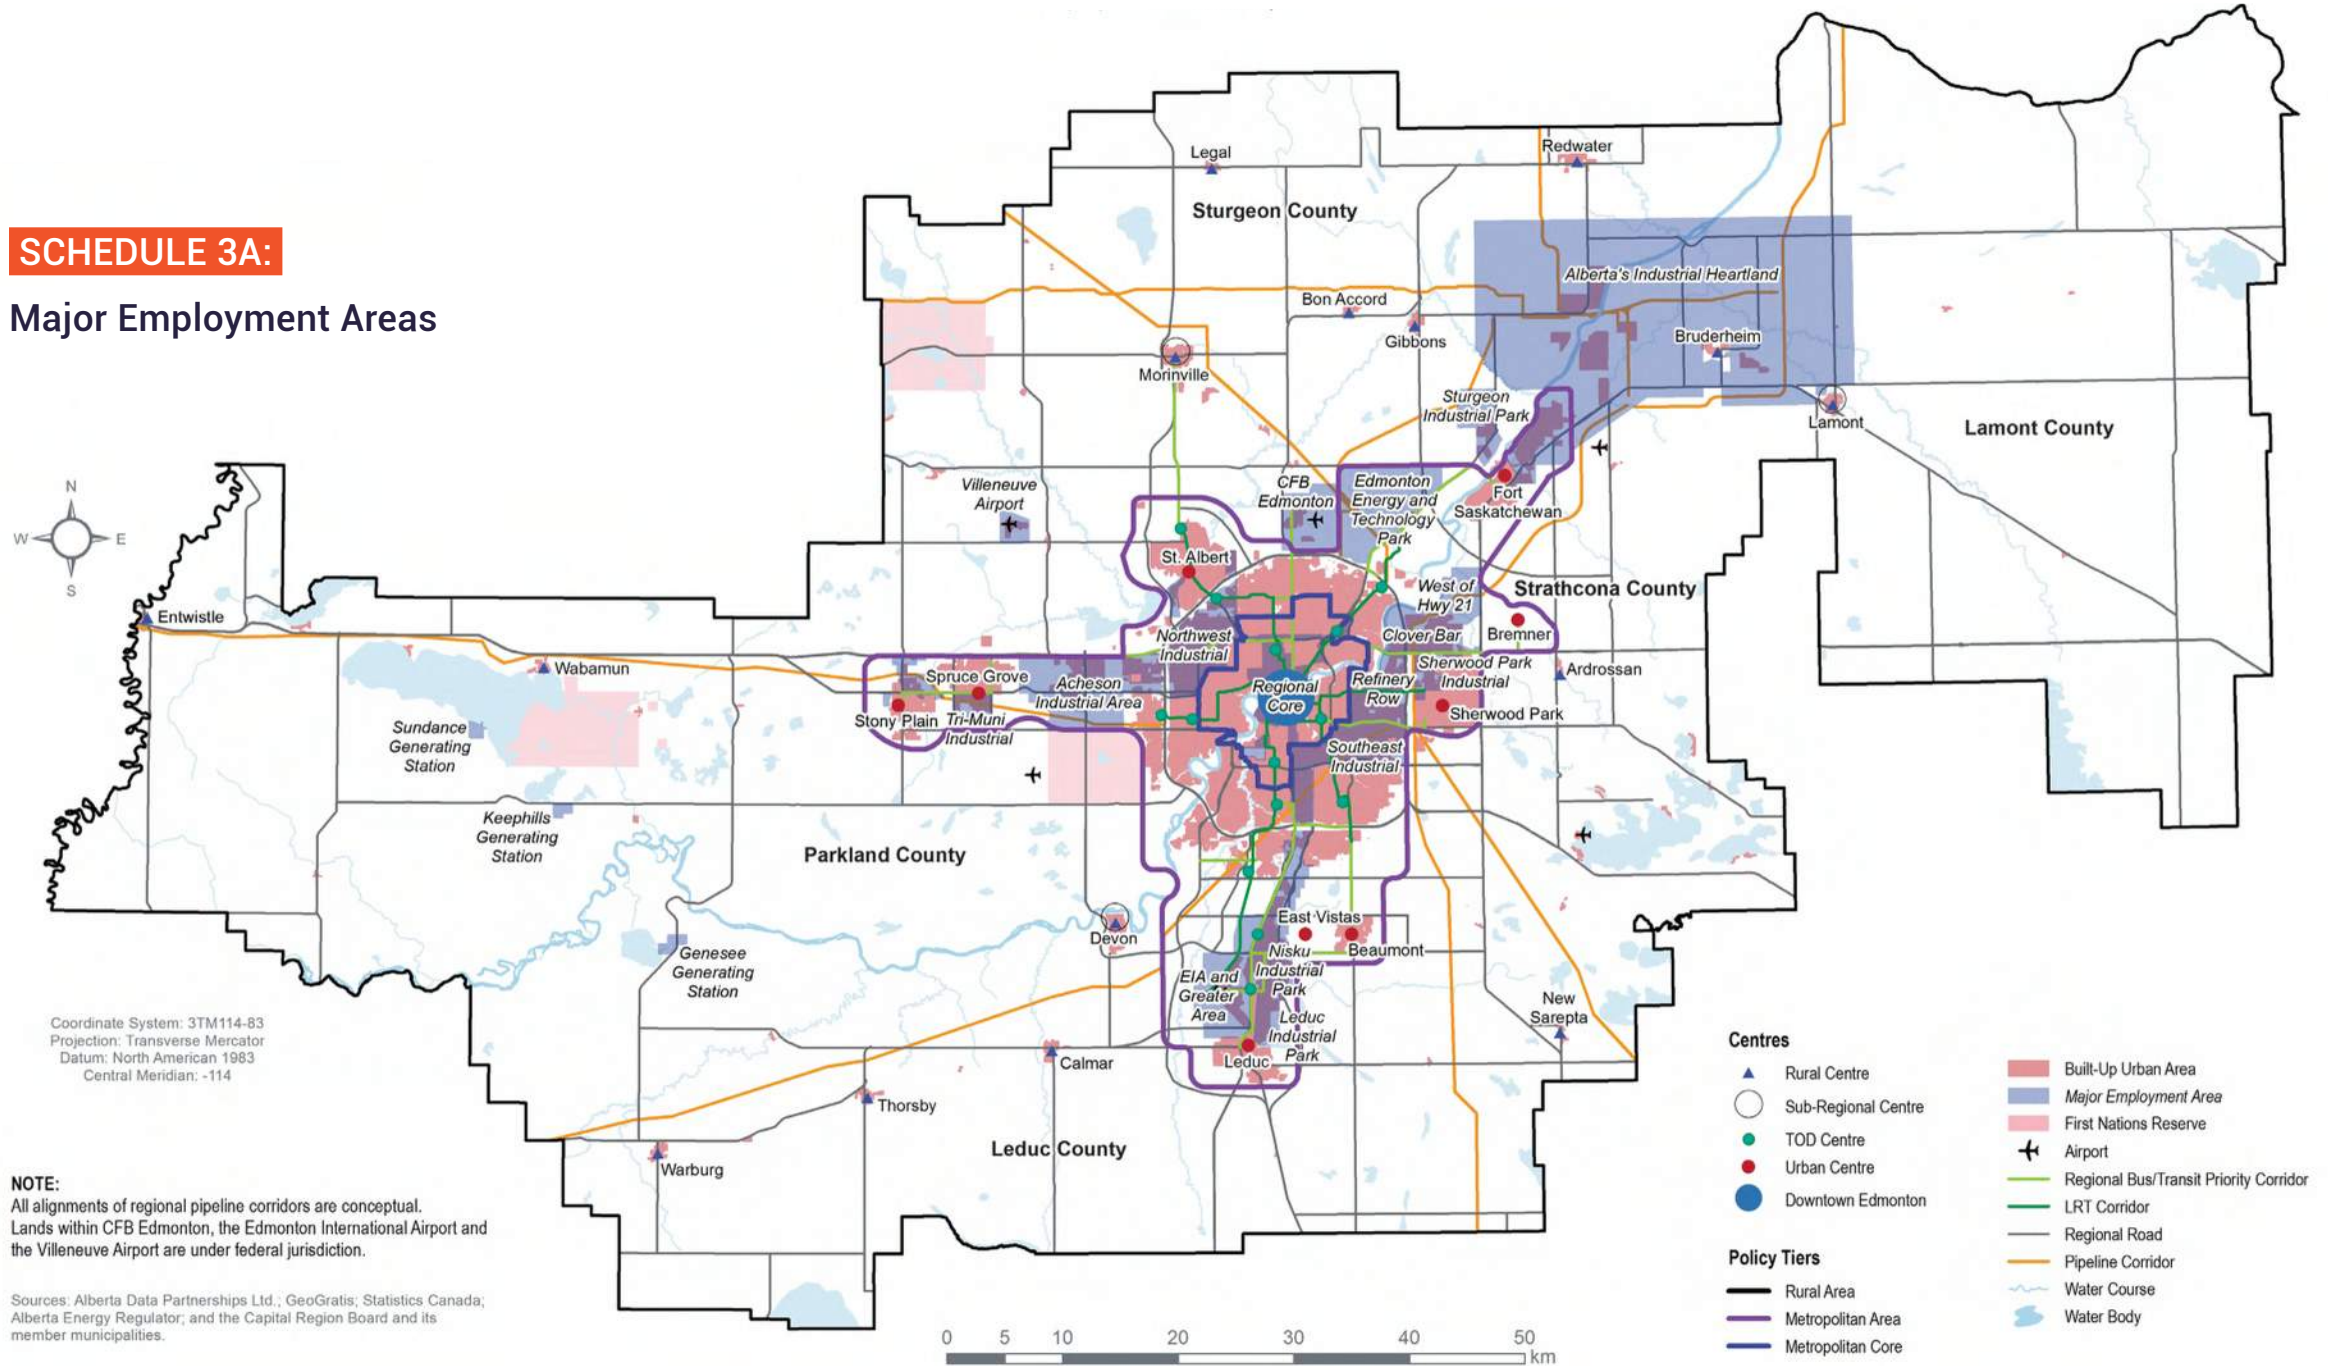 SCHEDULE 3A:
Major Employment Areas
Legal
Redwater
Sturgeon County
Alberta's Industrial Heartland
Bon Accord
Gibbons
Bruderheim
Morinville
Sturgeon
Industrial Park
Lamont
Lamont County
Villeneuve
Airport
CFB
Edmonton
Edmonton
Energy and
Technology
Park
Fort
Saskatchewan
N
W
E
S
St. Albert
West of
Hwy 21
Strathcona County
Entwistle
Northwest
Industrial
Clover Bar
Bremner
Wabamun
Spruce Grove
Acheson
Industrial Area
Regional
Core
Refinery
Row
Sherwood Park
Industrial
Ardrossan
Stony Plain
Tri-Muni
Industrial
Sherwood Park
Sundance
Generating
Station
Southeast
Industrial
Keephills
Generating
Station
Parkland County
Devon
East Vistas
Beaumont
Genesee
Generating
Station
Nisku
Industrial
Park
EIA and
Greater
Area
Leduc
Industrial
Park
New
Sarepta
Leduc
Calmar
Thorsby
Leduc County
Warburg
Coordinate System: 3TM114-83
Projection: Transverse Mercator
Datum: North American 1983
Central Meridian: -114
NOTE:
All alignments of regional pipeline corridors are conceptual.
Lands within CFB Edmonton, the Edmonton International Airport and
the Villeneuve Airport are under federal jurisdiction.
Sources: Alberta Data Partnerships Ltd.; GeoGratis; Statistics Canada;
Alberta Energy Regulator; and the Capital Region Board and its
member municipalities.
0 5 10 20 30 40 50
km
Centres
Rural Centre
Sub-Regional Centre
TOD Centre
Urban Centre
Downtown Edmonton
Policy Tiers
Rural Area
Metropolitan Area
Metropolitan Core
Built-Up Urban Area
Major Employment Area
First Nations Reserve
Airport
Regional Bus/Transit Priority Corridor
LRT Corridor
Regional Road
Pipeline Corridor
Water Course
Water Body